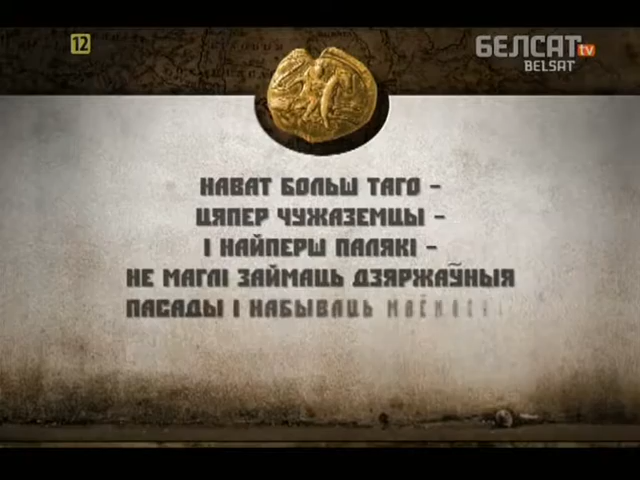 12
БЕЛСАТ tv
BELSAT
НАВАТ БОЛЬШ ТАГО –
ЦЯПЕР ЧУЖАЗЕМЦЫ –
І НАЙПЕРШ ПАЛЯКІ –
НЕ МАГЛІ ЗАЙМАЦЬ ДЗЯРЖАЎНЫЯ
ПАСАДЫ І НАБЫВАЦЬ